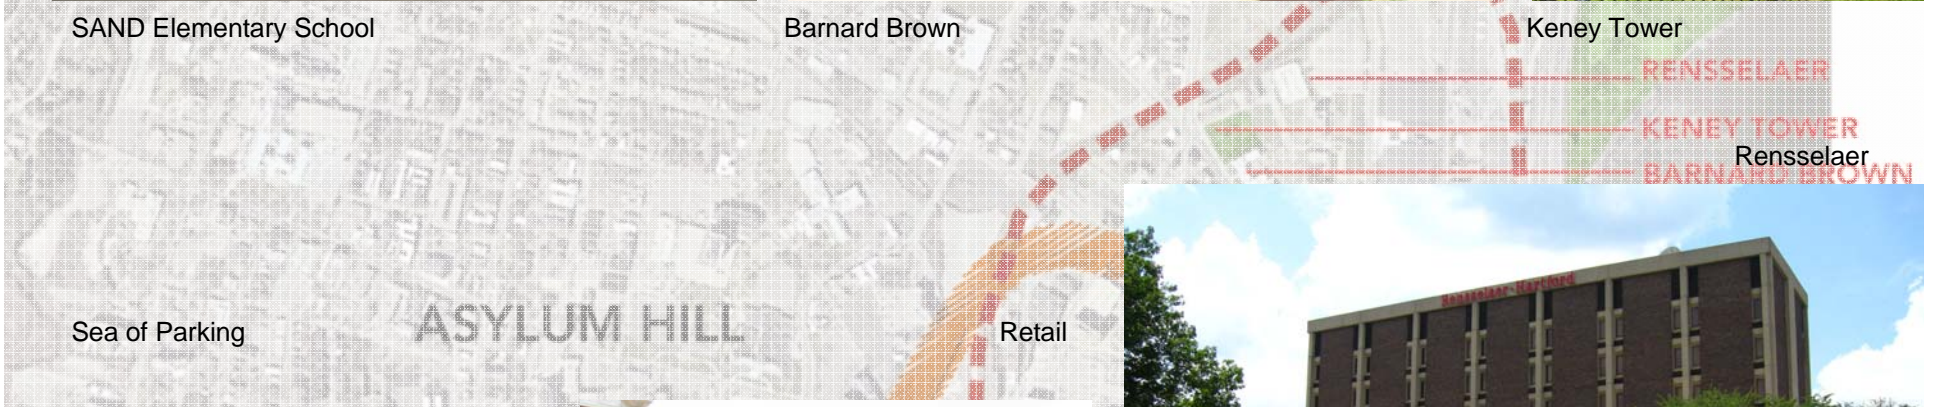 SAND Elementary School
Barnard Brown
Keney Tower
RENSSELAER
KENEY TOWER
Rensselaer
BARNARD BROWN
Rensselaer Hartford
Sea of Parking
ASYLUM HILL
Retail